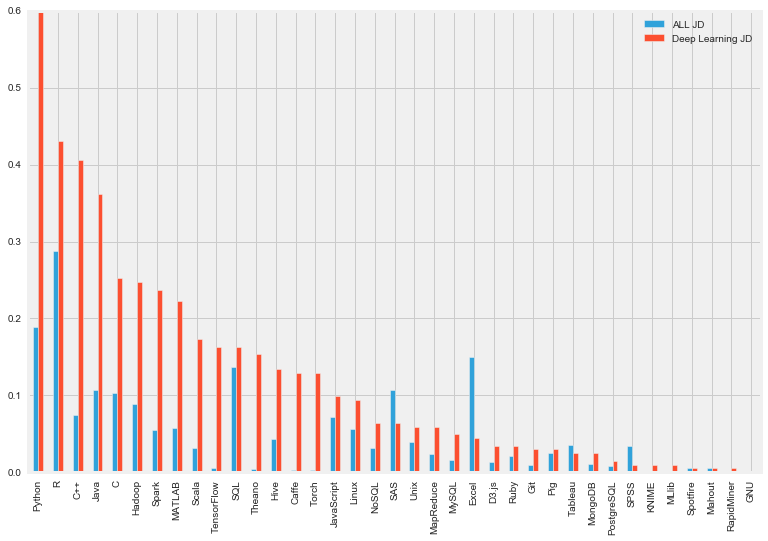 0.6
0.5
0.4
0.3
0.2
0.1
0.0
ALL JD
Deep Learning JD
Python
R
C++
Java
C
Hadoop
Spark
MATLAB
Scala
TensorFlow
SQL
Theano
Hive
Caffe
Torch
JavaScript
Linux
NoSQL
SAS
Unix
MapReduce
MySQL
Excel
D3.js
Ruby
Git
Pig
Tableau
MongoDB
PostgreSQL
SPSS
KNIME
MLlib
Spotfire
Mahout
RapidMiner
GNU